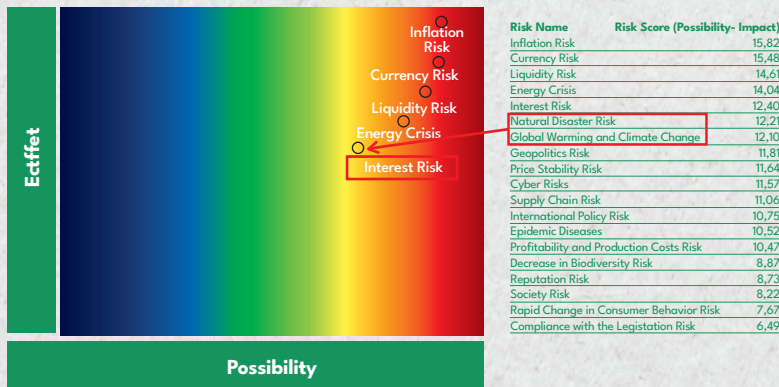 Ectffet
Inflation
Risk
Currency Risk
Liquidity Risk
Energy Crisis
Interest Risk
Possibility
Risk Name Risk Score (Possibility- Impact)
Inflation Risk 15,82
Currency Risk 15,48
Liquidity Risk 14,61
Energy Crisis 14,04
Interest Risk 12,40
Natural Disaster Risk 12,21
Global Warming and Climate Change 12,10
Geopolitics Risk 11,81
Price Stability Risk 11,64
Cyber Risks 11,57
Supply Chain Risk 11,06
International Policy Risk 10,75
Epidemic Diseases 10,52
Profitability and Production Costs Risk 10,47
Decrease in Biodiversity Risk 8,87
Reputation Risk 8,73
Society Risk 8,22
Rapid Change in Consumer Behavior Risk 7,67
Compliance with the Legistation Risk 6,49